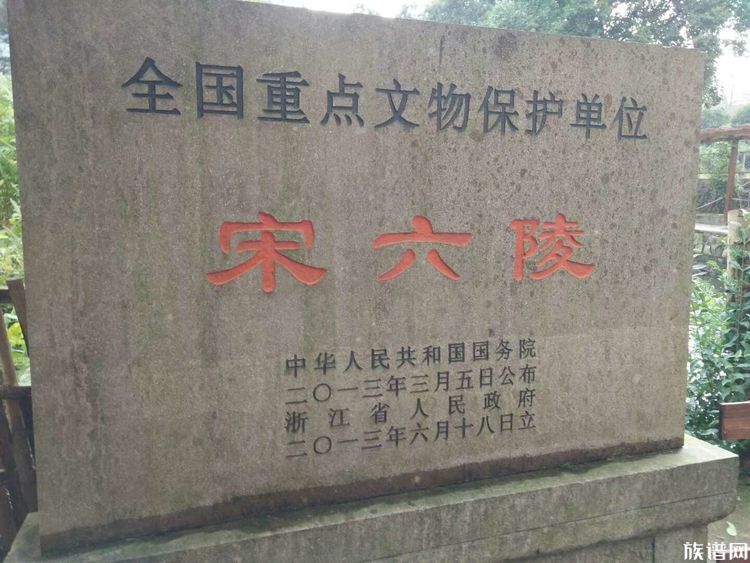 全国重点文物保护单位
宋六陵
中华人民共和国国务院
二〇一三年三月五日公布
浙江省人民政府
二〇一三年六月十八日立
族谱网